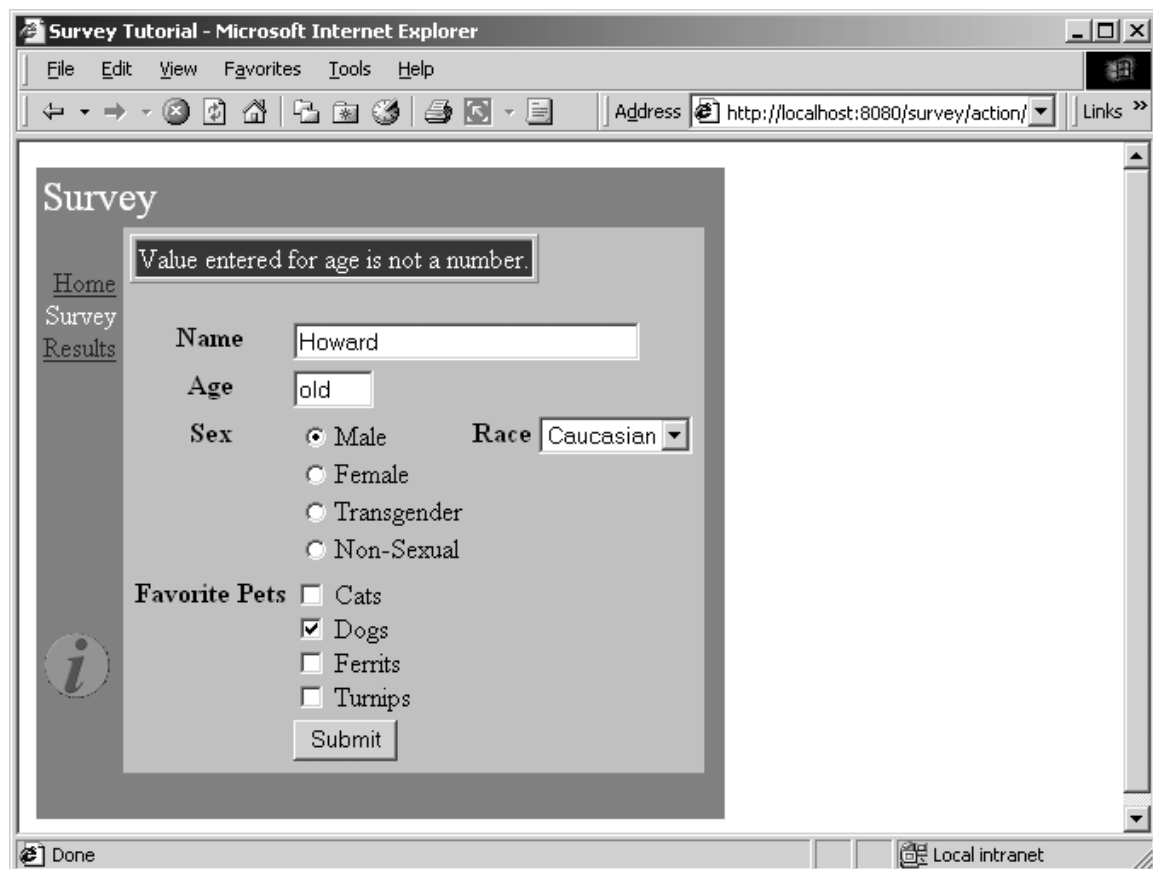 Survey Tutorial - Microsoft Internet Explorer
File Edit View Favorites Tools Help
Address http://localhost:8080/survey/action/ Links »
Survey
Value entered for age is not a number.
Home
Survey
Results
Name Howard
Age old
Sex Male Race Caucasian
Female
Transgender
Non-Sexual
Favorite Pets Cats
Dogs
Ferrits
Turnips
i
Submit
Done Local intranet